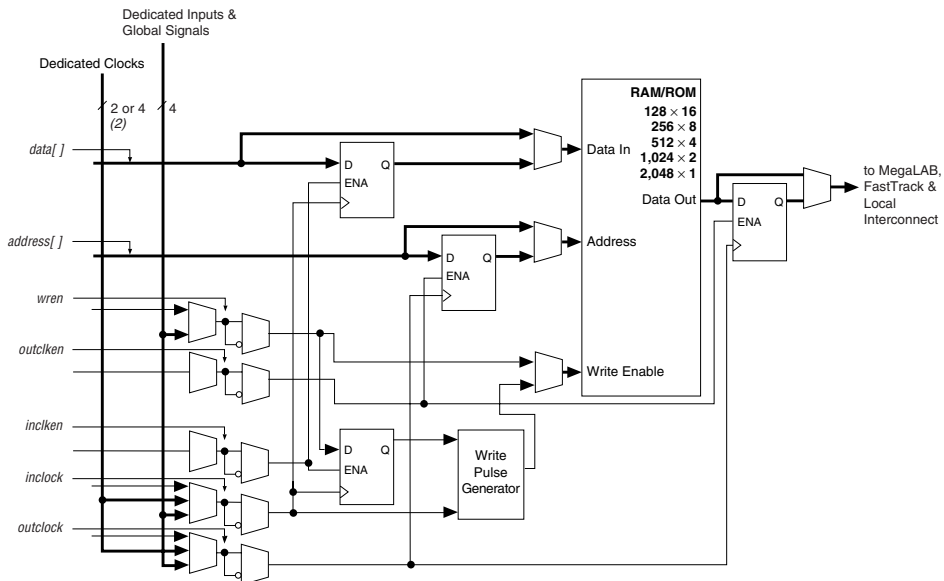 Dedicated Inputs &
Global Signals
Dedicated Clocks
2 or 4
(2)
4
RAM/ROM
128 × 16
256 × 8
512 × 4
1,024 × 2
2,048 × 1
data[ ]
D Q
ENA
Data In
Data Out
D Q
ENA
to MegaLAB,
FastTrack &
Local
Interconnect
address[ ]
D Q
ENA
Address
wren
outclken
Write Enable
inclken
D Q
ENA
Write
Pulse
Generator
inclock
outclock